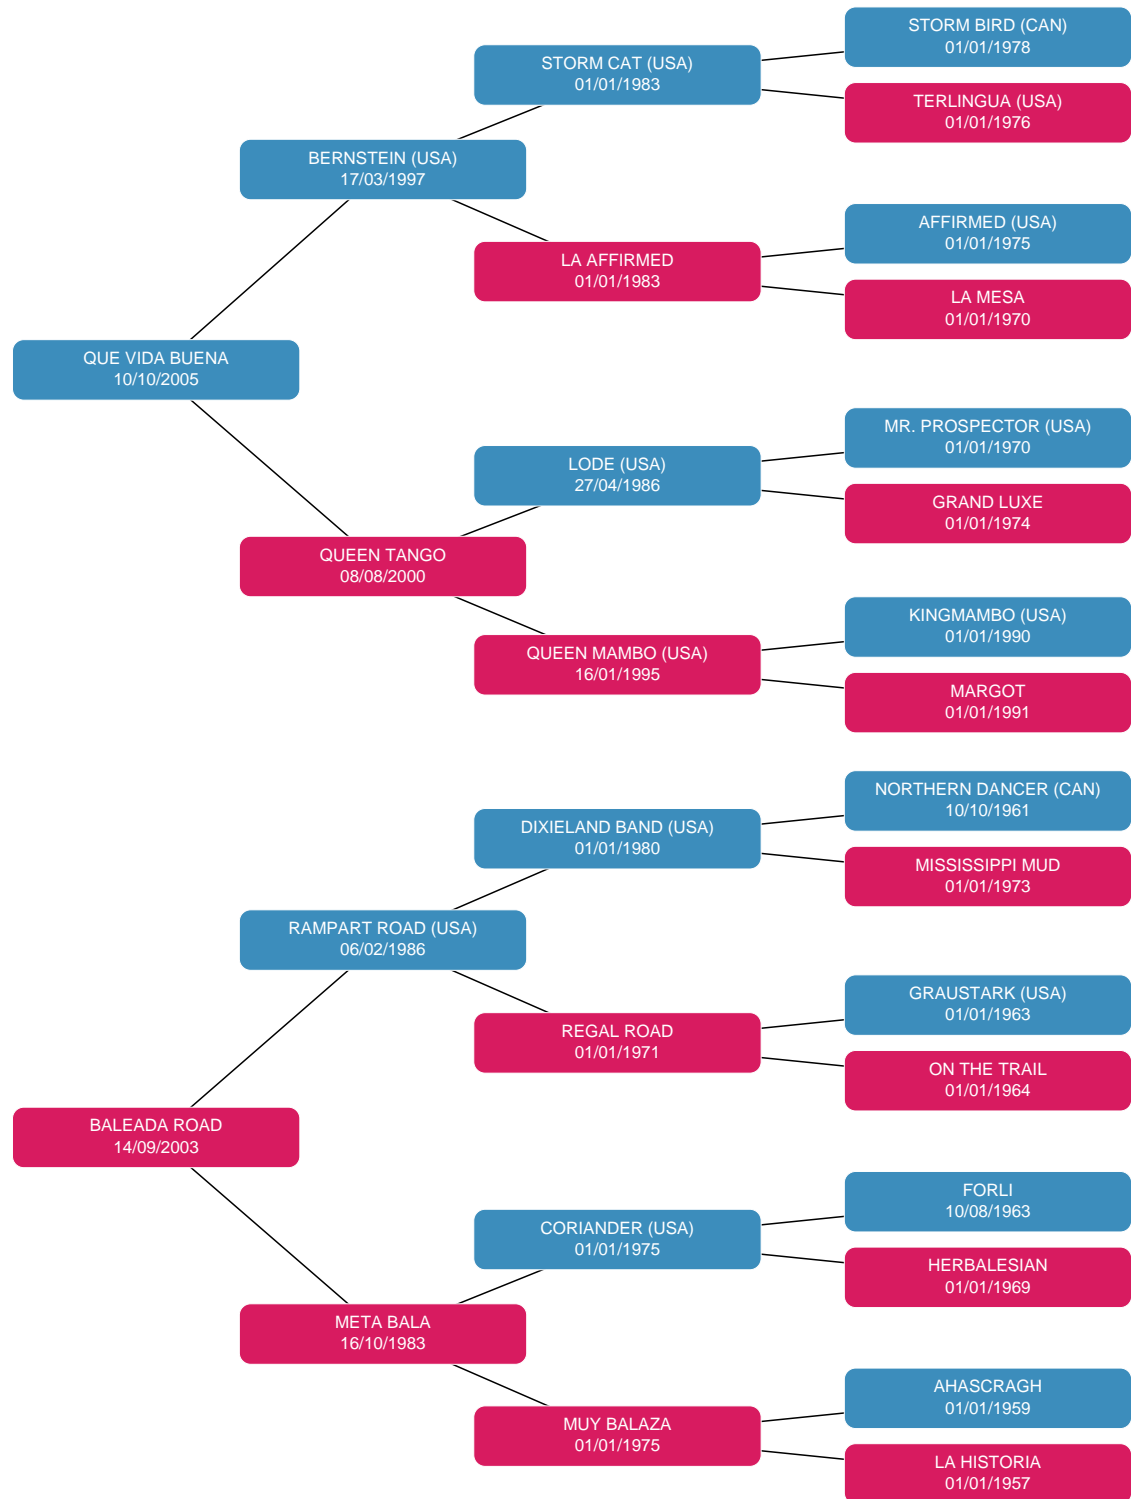 STORM BIRD (CAN)
01/01/1978
STORM CAT (USA)
01/01/1983
TERLINGUA (USA)
01/01/1976
BERNSTEIN (USA)
17/03/1997
AFFIRMED (USA)
01/01/1975
LA AFFIRMED
01/01/1983
LA MESA
01/01/1970
QUE VIDA BUENA
10/10/2005
MR. PROSPECTOR (USA)
01/01/1970
LODE (USA)
27/04/1986
GRAND LUXE
01/01/1974
QUEEN TANGO
08/08/2000
KINGMAMBO (USA)
01/01/1990
QUEEN MAMBO (USA)
16/01/1995
MARGOT
01/01/1991
NORTHERN DANCER (CAN)
10/10/1961
DIXIELAND BAND (USA)
01/01/1980
MISSISSIPPI MUD
01/01/1973
RAMPART ROAD (USA)
06/02/1986
GRAUSTARK (USA)
01/01/1963
REGAL ROAD
01/01/1971
ON THE TRAIL
01/01/1964
BALEADA ROAD
14/09/2003
FORLI
10/08/1963
CORIANDER (USA)
01/01/1975
HERBALESIAN
01/01/1969
META BALA
16/10/1983
AHASCRAGH
01/01/1959
MUY BALAZA
01/01/1975
LA HISTORIA
01/01/1957